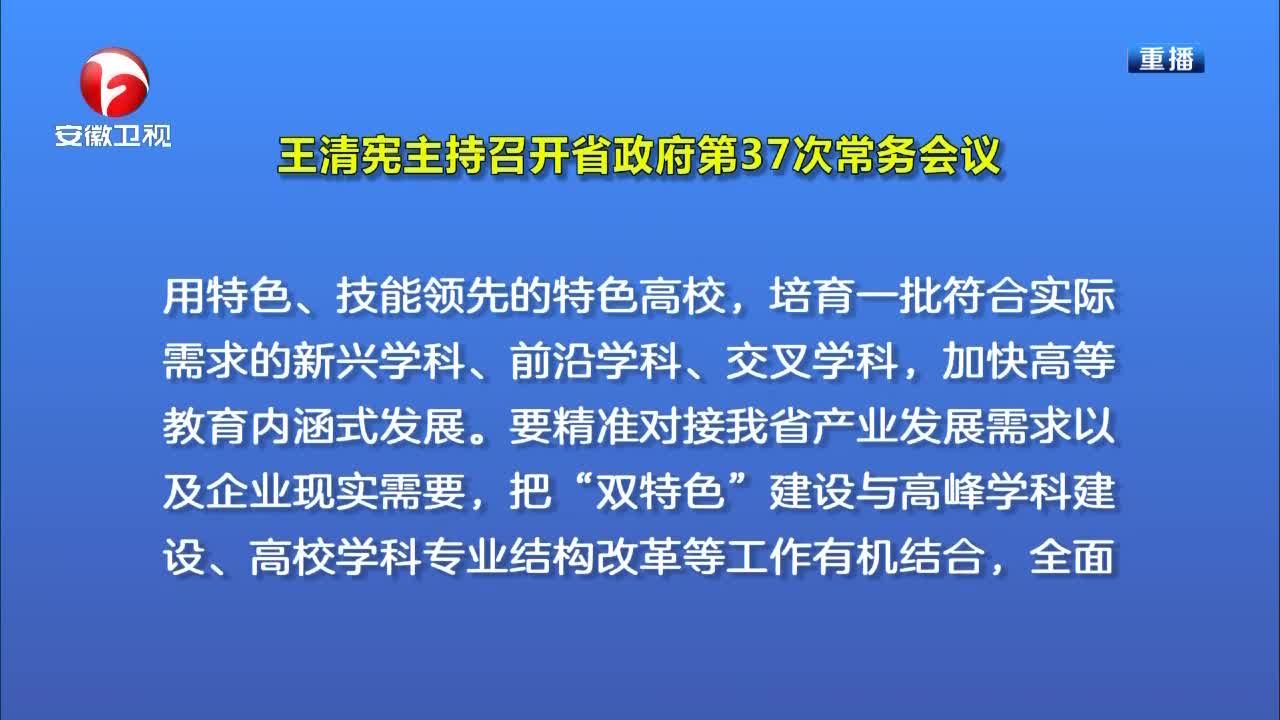 重播
安徽卫视
王清宪主持召开省政府第37次常务会议
用特色、技能领先的特色高校，培育一批符合实际
需求的新兴学科、前沿学科、交叉学科，加快高等
教育内涵式发展。要精准对接我省产业发展需求以
及企业现实需要，把“双特色”建设与高峰学科建
设、高校学科专业结构改革等工作有机结合，全面